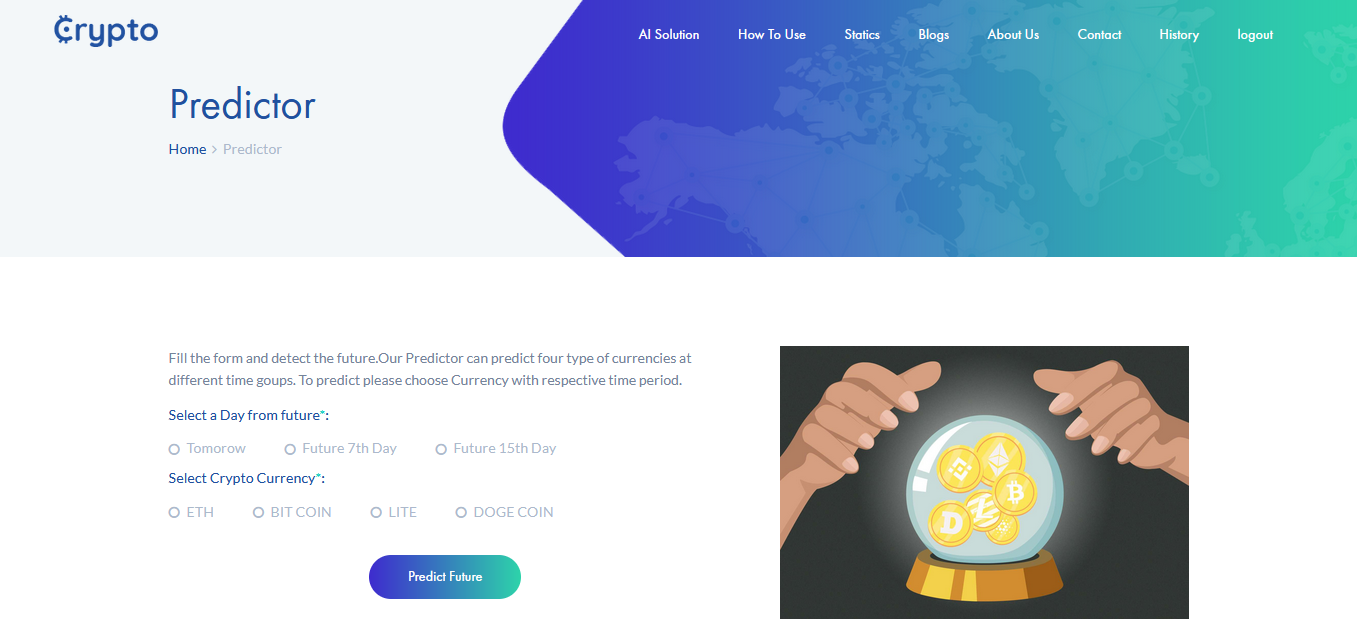 Crypto
AI Solution How To Use Statics Blogs About Us Contact History logout
Predictor
Home > Predictor
Fill the form and detect the future.Our Predictor can predict four type of currencies at
different time goups. To predict please choose Currency with respective time period.
Select a Day from future*:
Tomorow Future 7th Day Future 15th Day
Select Crypto Currency*:
ETH BIT COIN LITE DOGE COIN
Predict Future